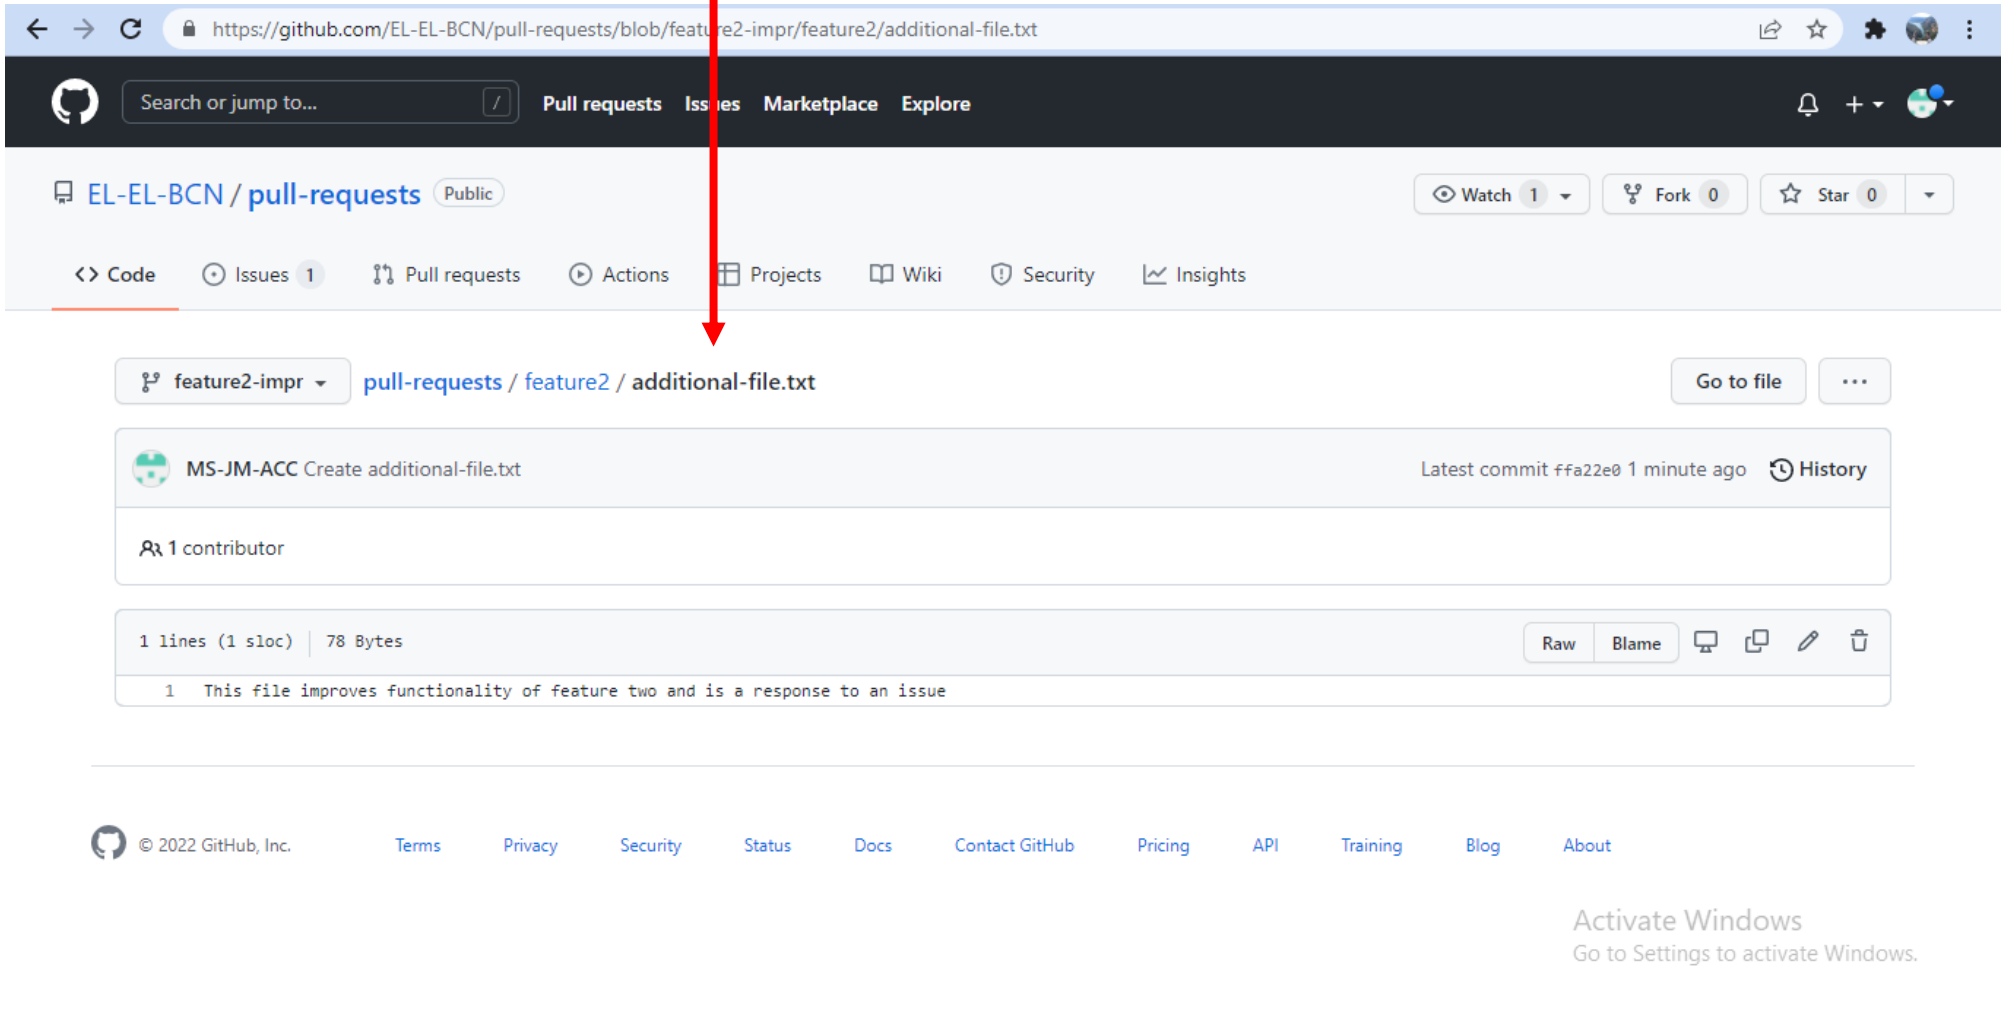 https://github.com/EL-EL-BCN/pull-requests/blob/feature2-impr/feature2/additional-file.txt
Search or jump to... / Pull requests Issues Marketplace Explore
EL-EL-BCN / pull-requests Public Watch 1 Fork 0 Star 0
<> Code Issues 1 Pull requests Actions Projects Wiki Security Insights
feature2-impr pull-requests / feature2 / additional-file.txt Go to file ...
MS-JM-ACC Create additional-file.txt Latest commit ffa22e0 1 minute ago History
1 contributor
1 lines (1 sloc) 78 Bytes Raw Blame
1 This file improves functionality of feature two and is a response to an issue
© 2022 GitHub, Inc. Terms Privacy Security Status Docs Contact GitHub Pricing API Training Blog About
Activate Windows
Go to Settings to activate Windows.